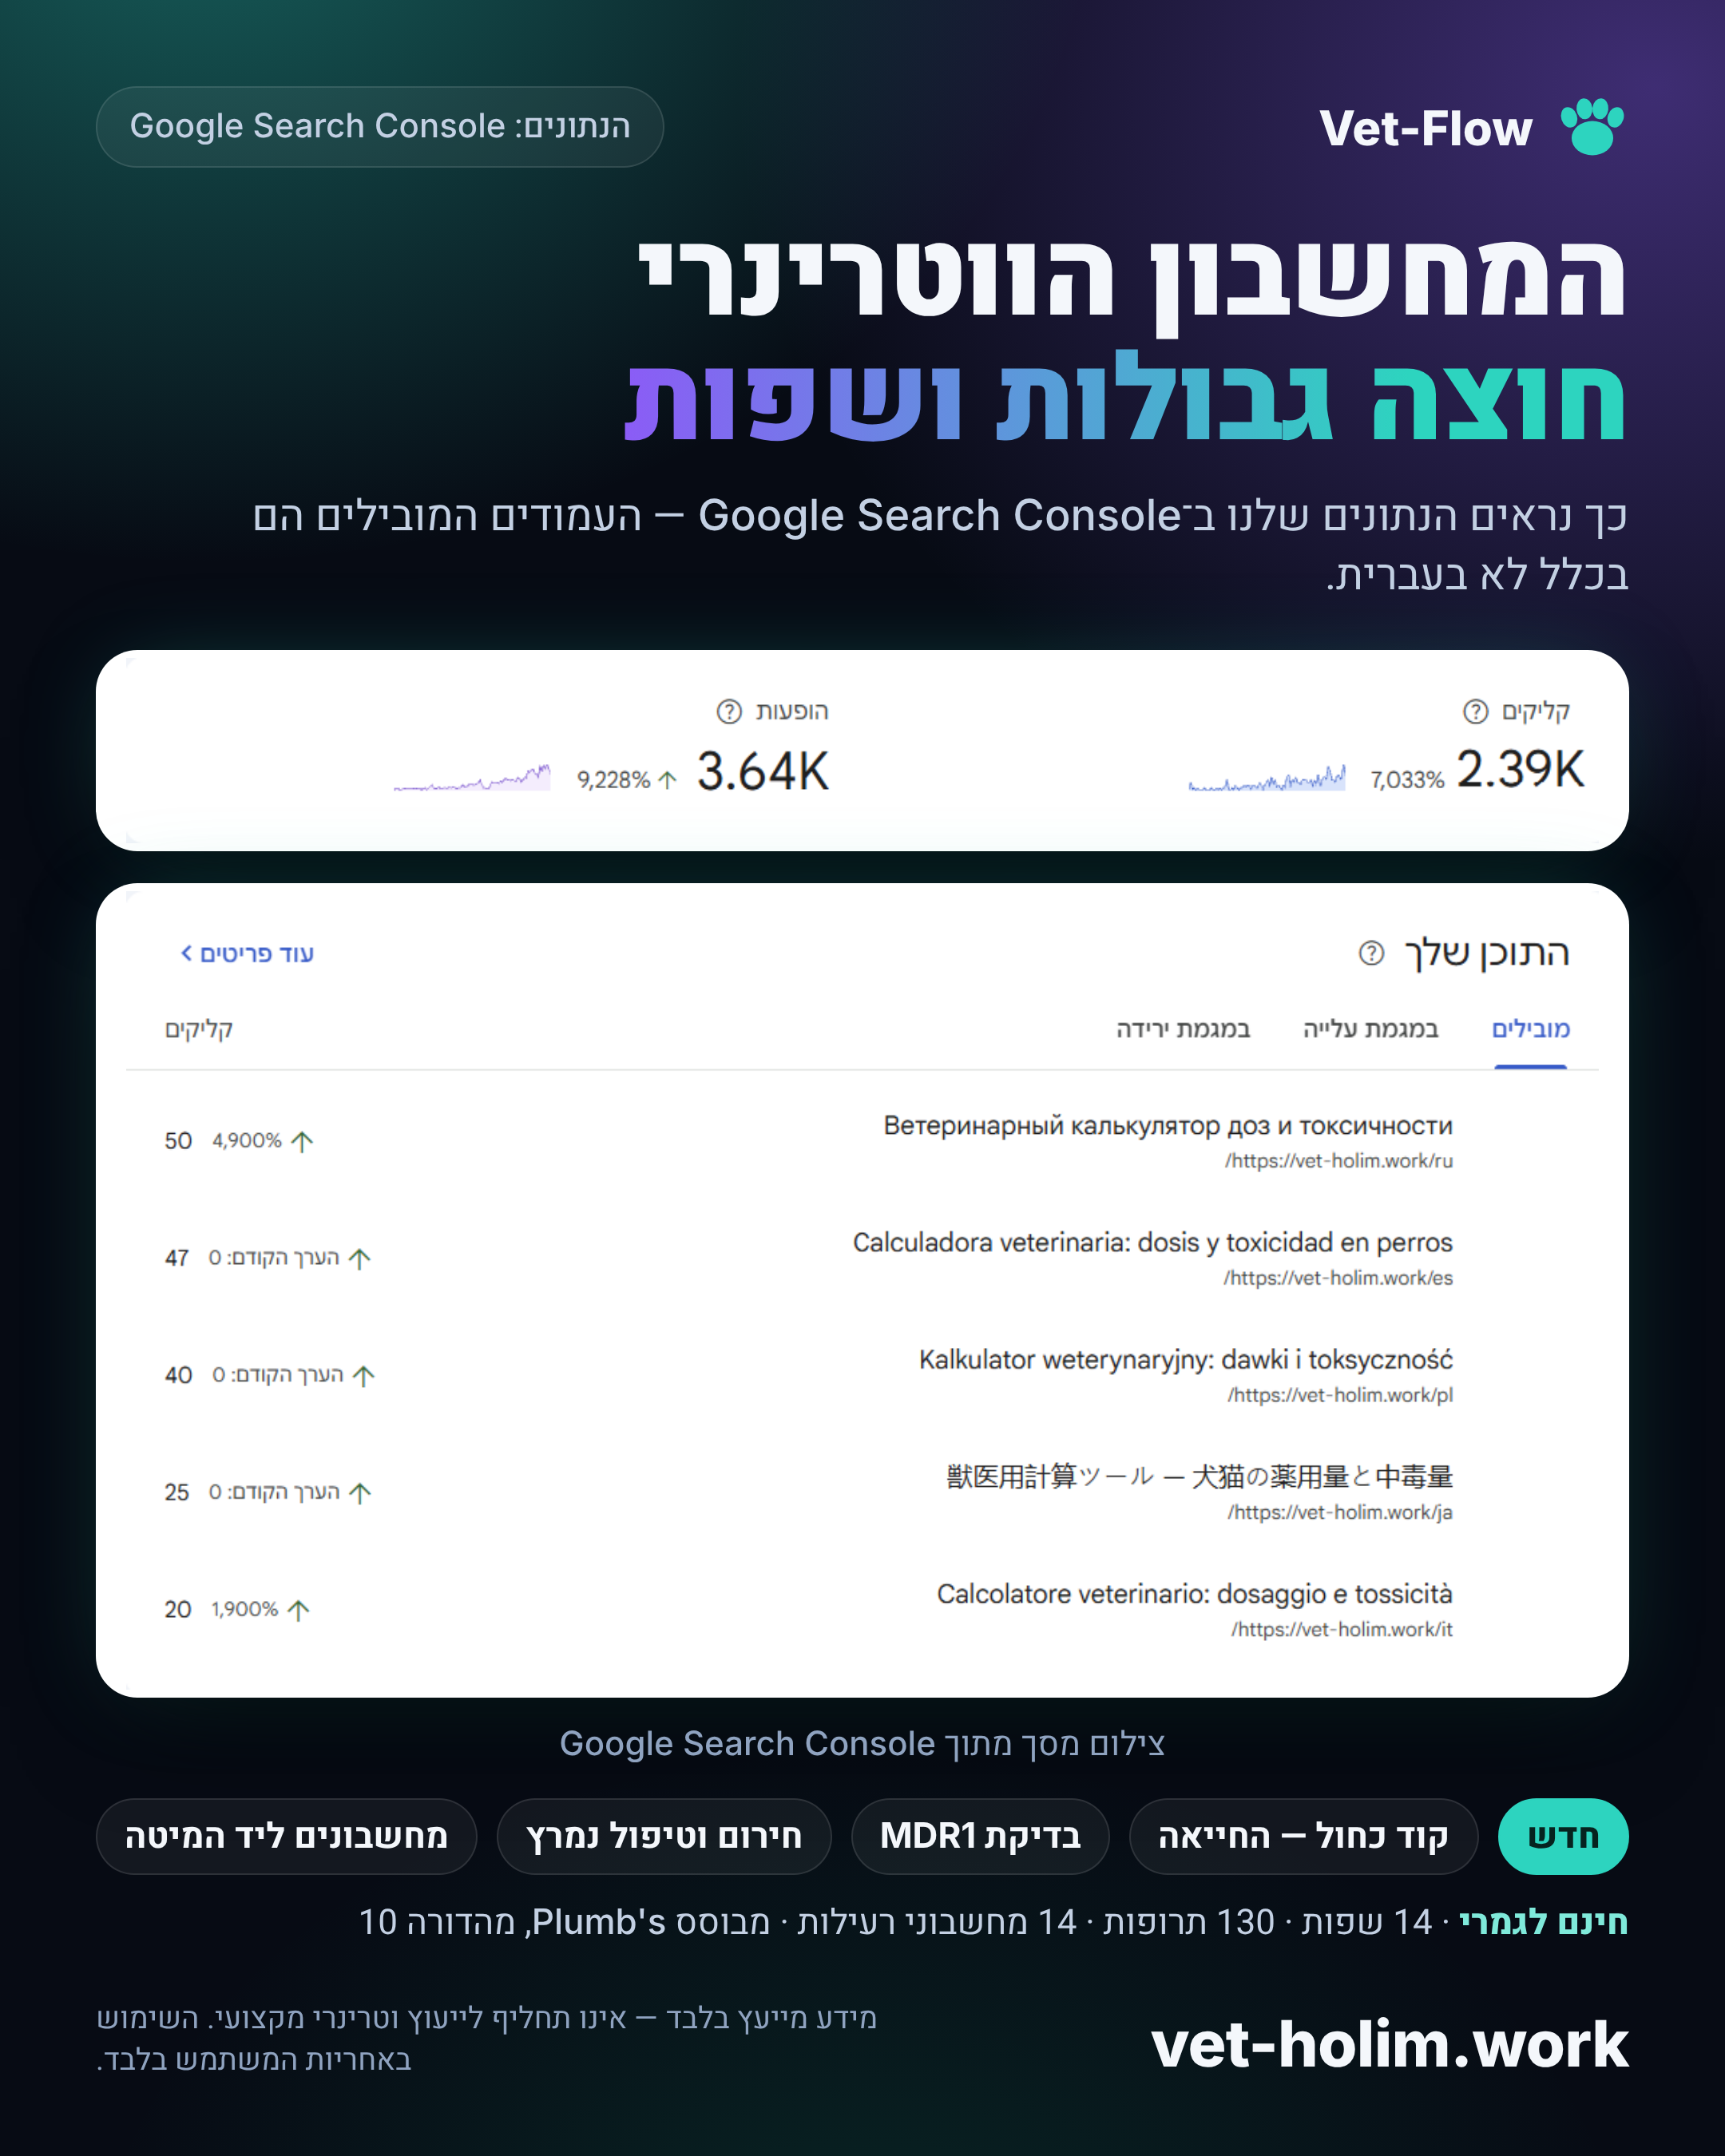 Vet-Flow
הנתונים: Google Search Console
המחשבון הווטרינרי
חוצה גבולות ושפות
כך נראים הנתונים שלנו ב־Google Search Console — העמודים המובילים הם
בכלל לא בעברית.
קליקים
2.39K 7,033%
הופעות
3.64K 9,228%
התוכן שלך
עוד פריטים
מובילים במגמת עלייה במגמת ירידה קליקים
Ветеринарный калькулятор доз и токсичности
/https://vet-holim.work/ru
4,900% 50
Calculadora veterinaria: dosis y toxicidad en perros
/https://vet-holim.work/es
הערך הקודם: 0 47
Kalkulator weterynaryjny: dawki i toksyczność
/https://vet-holim.work/pl
הערך הקודם: 0 40
獣医用計算ツール — 犬猫の薬用量と中毒量
/https://vet-holim.work/ja
הערך הקודם: 0 25
Calcolatore veterinario: dosaggio e tossicità
/https://vet-holim.work/it
1,900% 20
צילום מסך מתוך Google Search Console
חדש
קוד כחול — החייאה
בדיקת MDR1
חירום וטיפול נמרץ
מחשבונים ליד המיטה
חינם לגמרי · 14 שפות · 130 תרופות · 14 מחשבוני רעילות · מבוסס Plumb's, מהדורה 10
vet-holim.work
מידע מייעץ בלבד — אינו תחליף לייעוץ וטרינרי מקצועי. השימוש
באחריות המשתמש בלבד.